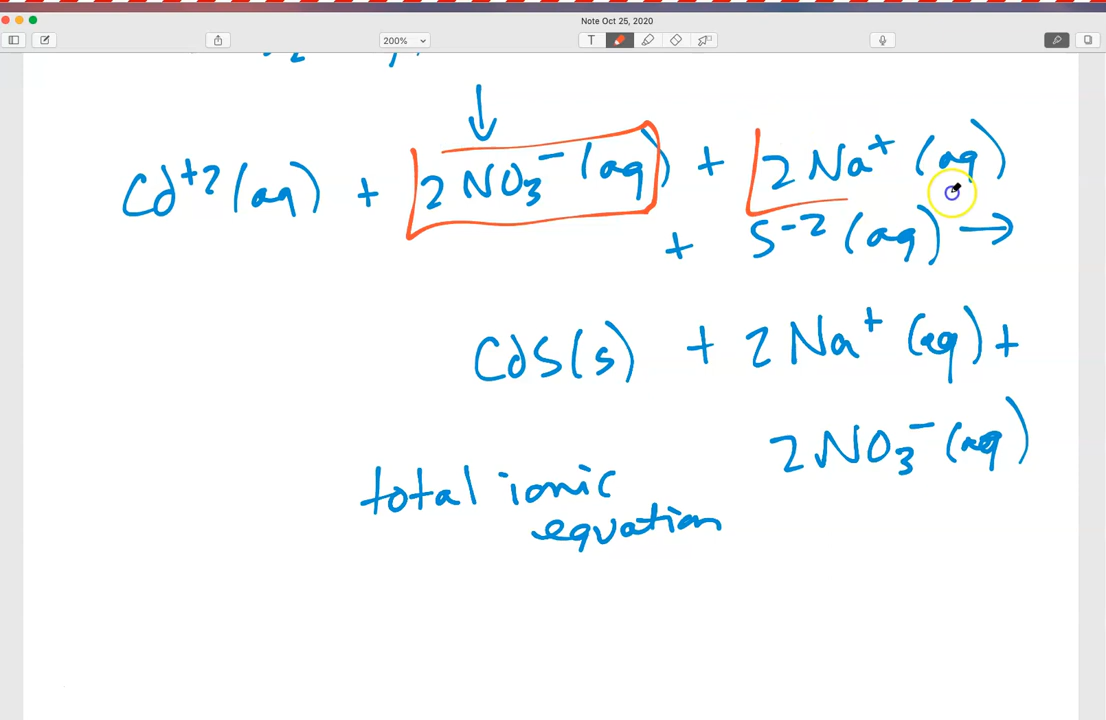 Note Oct 25, 2020
200%
T
Cd+2(aq) + 2 NO3- (aq) + 2 Na+ (aq)
+ S-2 (aq) →
CdS(s) + 2 Na+ (aq) +
2 NO3- (aq)
total ionic
equation